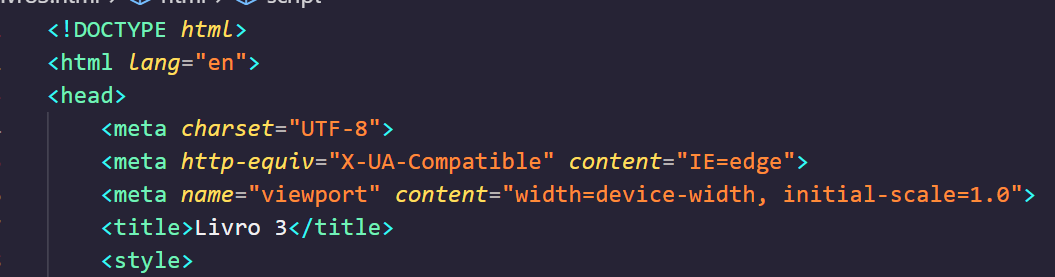 html > script
<!DOCTYPE html>
<html lang="en">
<head>
<meta charset="UTF-8">
<meta http-equiv="X-UA-Compatible" content="IE=edge">
<meta name="viewport" content="width=device-width, initial-scale=1.0">
<title>Livro 3</title>
<style>